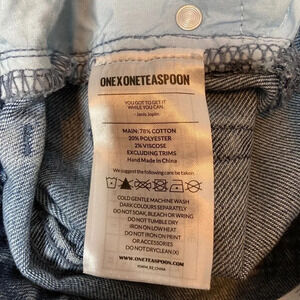 ONEXONETEASPOON
YOU GOT TO GET IT
WHILE YOU CAN.
- Janis Joplin.
MAIN: 78% COTTON
20% POLYESTER
2% VISCOSE
EXCLUDING TRIMS
Hand Made in China
We suggest the following care be taken.
COLD GENTLE MACHINE WASH
DARK COLOURS SEPARATELY
DO NOT SOAK, BLEACH OR WRING
DO NOT TUMBLE DRY
IRON ON LOW HEAT
DO NOT IRON ON PRINT
OR ACCESSORIES
DO NOT DRYCLEAN (X)
WWW.ONETEASPOON.COM